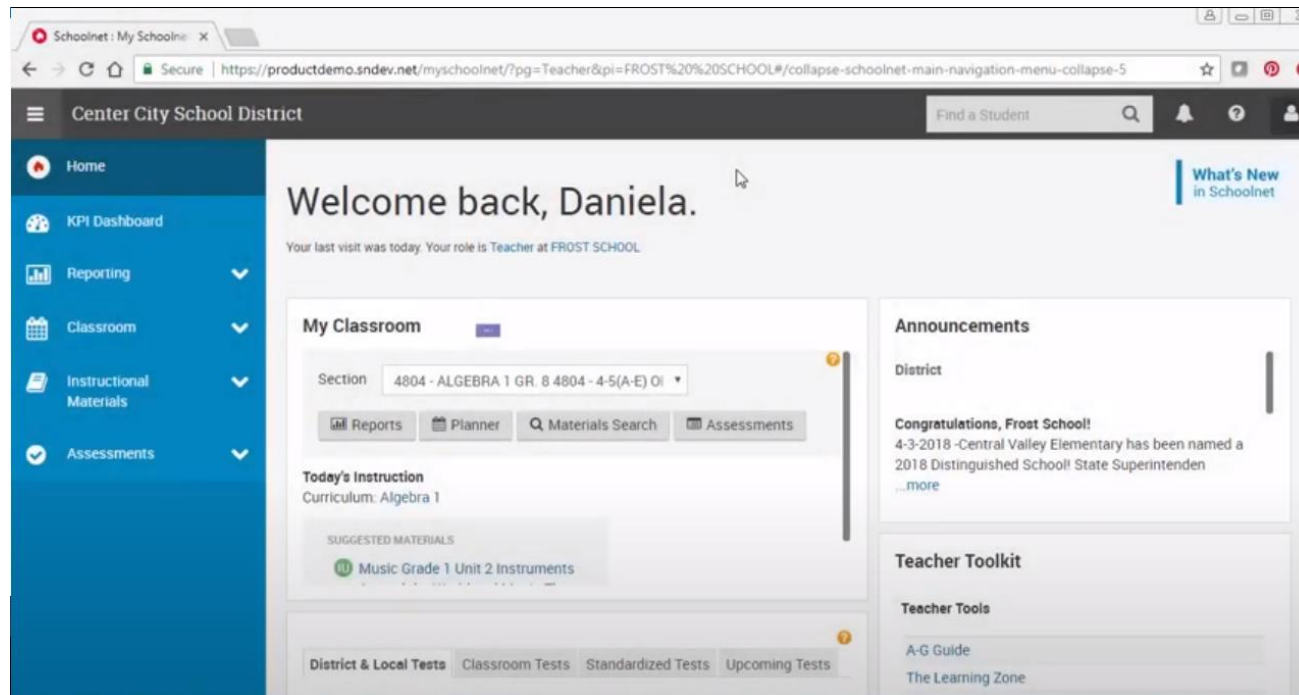 Schoolnet : My Schoolne
Secure | https://productdemo.sndev.net/myschoolnet/?pg=Teacher&pi=FROST%20%20SCHOOL#/collapse-schoolnet-main-navigation-menu-collapse-5
Center City School District
Find a Student
Home
KPI Dashboard
Reporting
Classroom
Instructional
Materials
Assessments
Welcome back, Daniela.
Your last visit was today. Your role is Teacher at FROST SCHOOL
What's New
in Schoolnet
My Classroom
Section 4804 - ALGEBRA 1 GR. 8 4804 - 4-5(A-E)
Reports Planner Materials Search Assessments
Today's Instruction
Curriculum: Algebra 1
SUGGESTED MATERIALS
IU Music Grade 1 Unit 2 Instruments
District & Local Tests Classroom Tests Standardized Tests Upcoming Tests
Announcements
District
Congratulations, Frost School!
4-3-2018 -Central Valley Elementary has been named a
2018 Distinguished School! State Superintenden
...more
Teacher Toolkit
Teacher Tools
A-G Guide
The Learning Zone